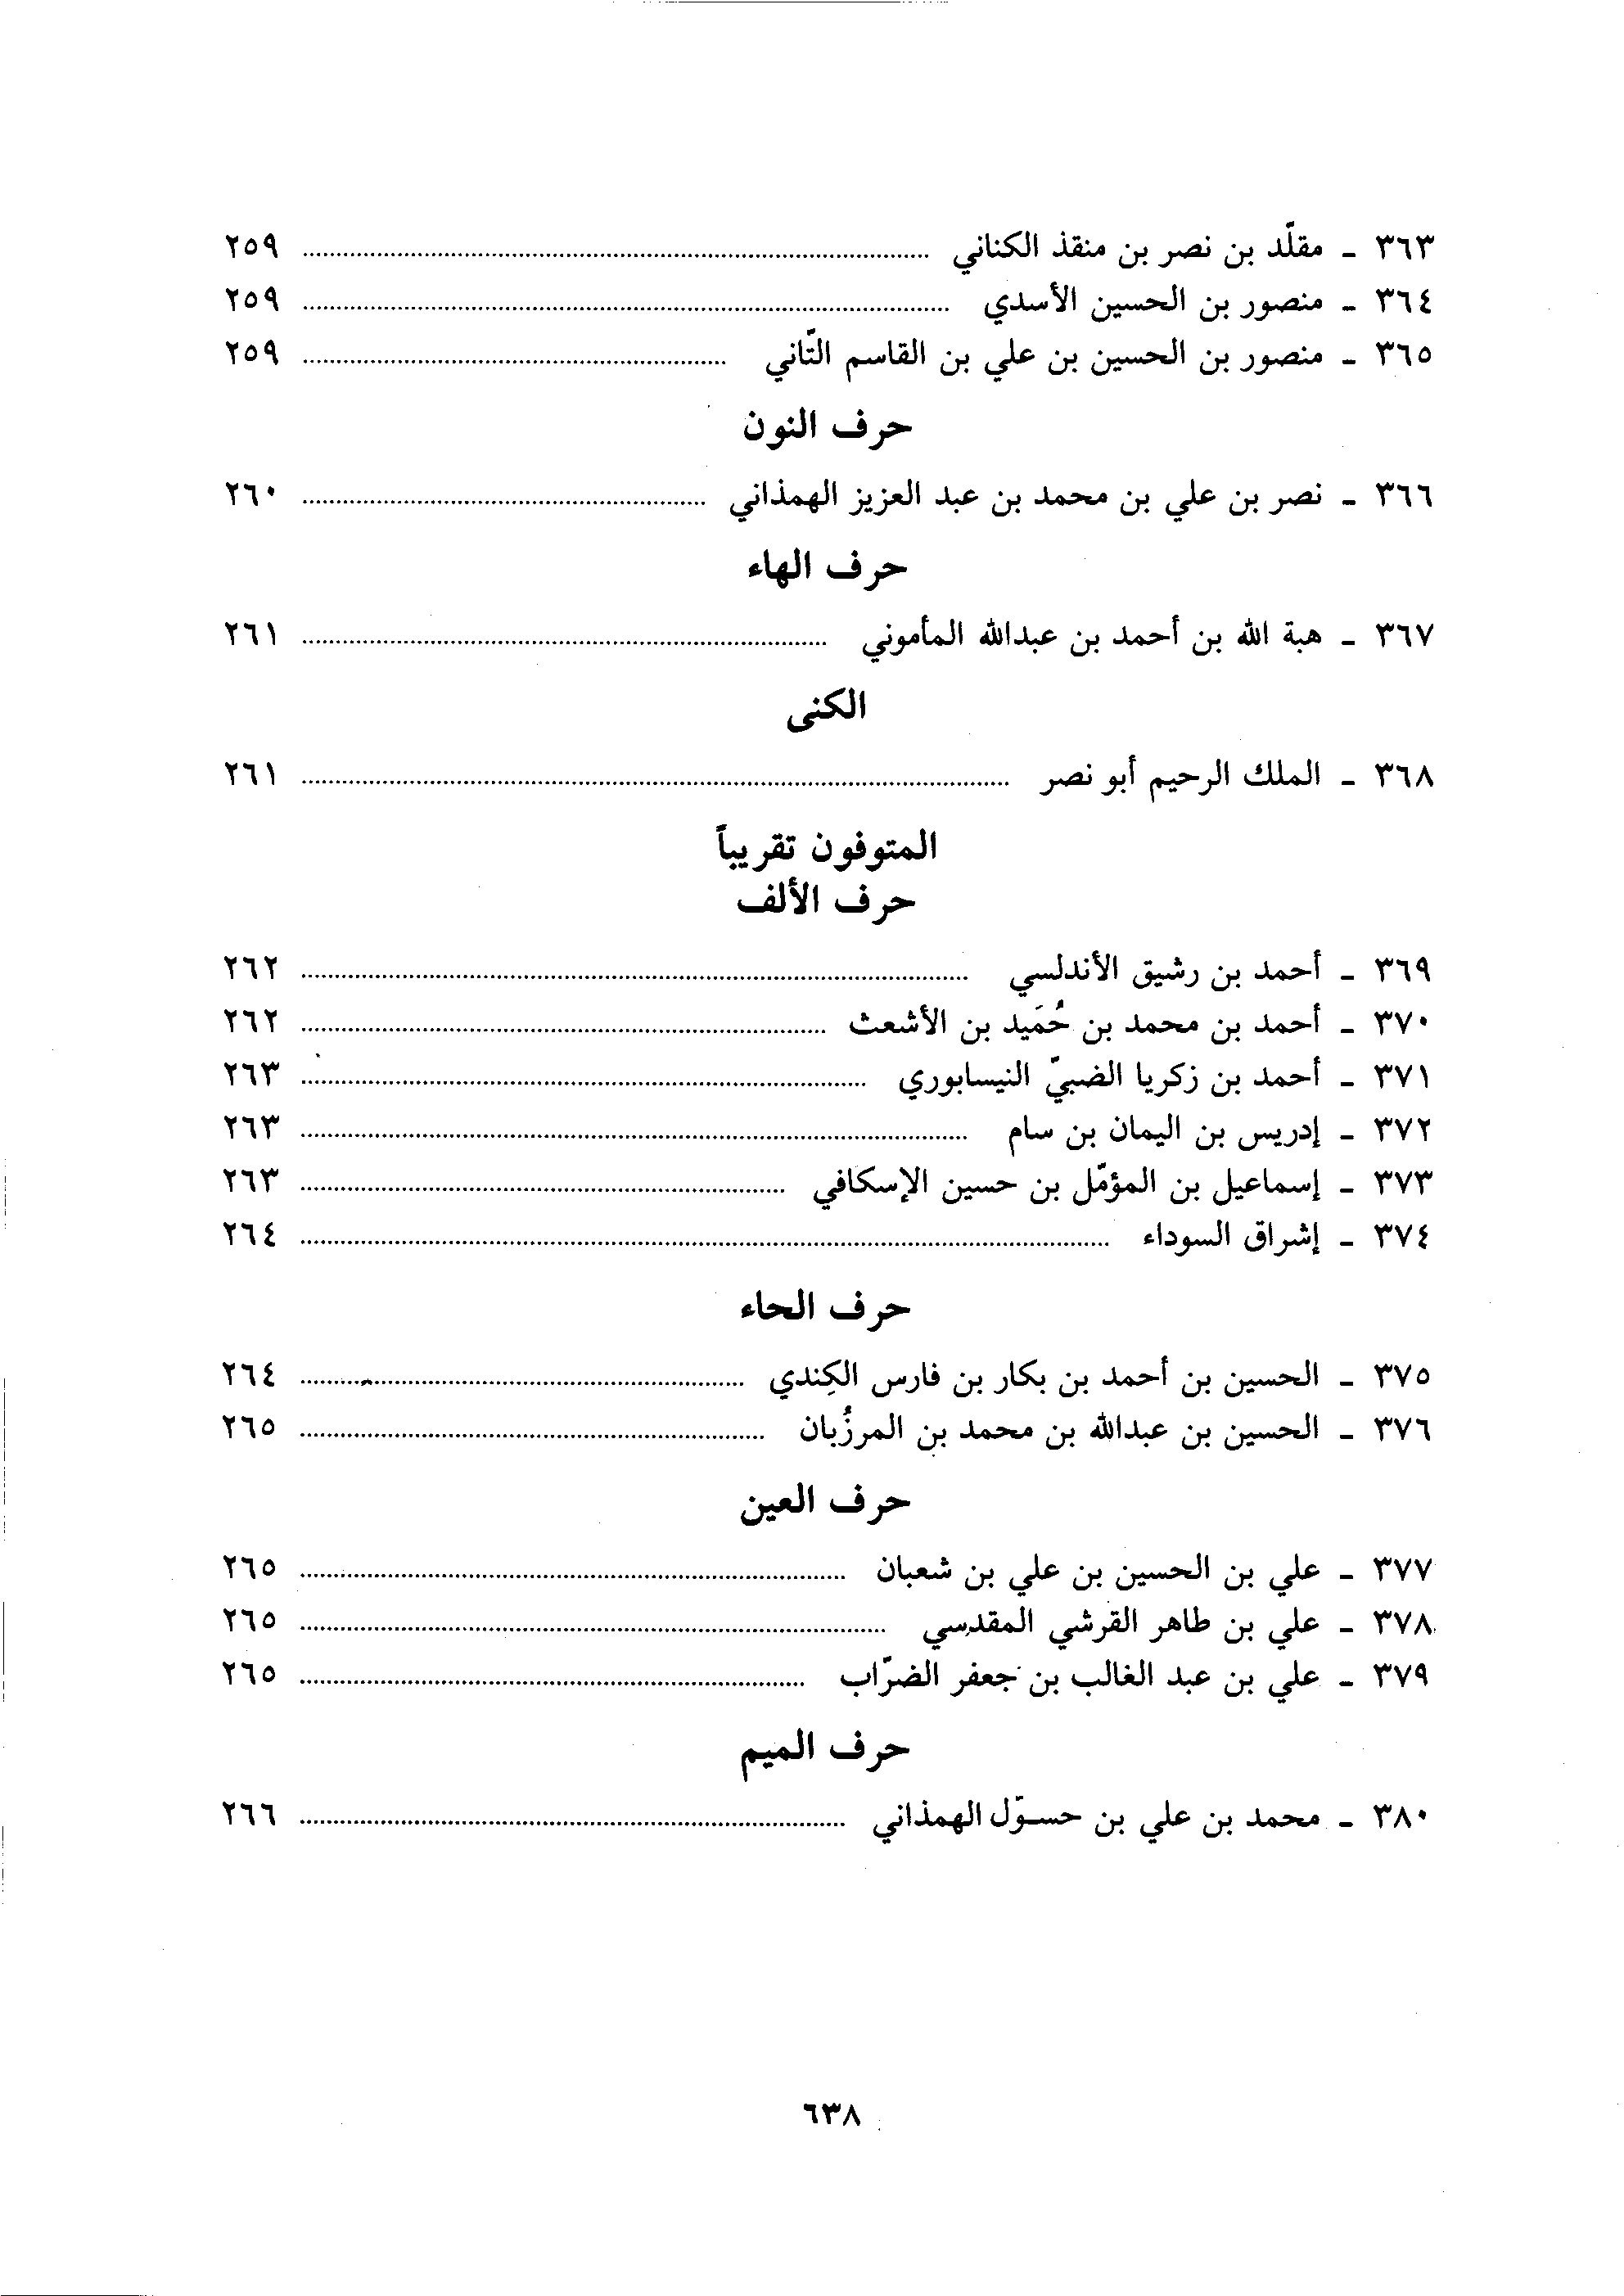 ٣٦٣ - مقلّد بن نصر بن منقذ الكناني ........ ٢٥٩
٣٦٤ - منصور بن الحسين الأسدي ........ ٢٥٩
٣٦٥ - منصور بن الحسين بن علي بن القاسم التّاني ........ ٢٥٩
حرف النون
٣٦٦ - نصر بن علي بن محمد بن عبد العزيز الهمذاني ........ ٢٦٠
حرف الهاء
٣٦٧ - هبة الله بن أحمد بن عبدالله المأموني ........ ٢٦١
الكنى
٣٦٨ - الملك الرحيم أبو نصر ........ ٢٦١
المتوفون تقريباً
حرف الألف
٣٦٩ - أحمد بن رشيق الأندلسي ........ ٢٦٢
٣٧٠ - أحمد بن محمد بن حُمَيد بن الأشعث ........ ٢٦٢
٣٧١ - أحمد بن زكريا الضبيّ النيسابوري ........ ٢٦٣
٣٧٢ - إدريس بن اليمان بن سام ........ ٢٦٣
٣٧٣ - إسماعيل بن المؤمّل بن حسين الإسكافي ........ ٢٦٣
٣٧٤ - إشراق السوداء ........ ٢٦٤
حرف الحاء
٣٧٥ - الحسين بن أحمد بن بكار بن فارس الكِندي ........ ٢٦٤
٣٧٦ - الحسين بن عبدالله بن محمد بن المرزُبان ........ ٢٦٥
حرف العين
٣٧٧ - علي بن الحسين بن علي بن شعبان ........ ٢٦٥
٣٧٨ - علي بن طاهر القرشي المقدسي ........ ٢٦٥
٣٧٩ - علي بن عبد الغالب بن جعفر الضرّاب ........ ٢٦٥
حرف الميم
٣٨٠ - محمد بن علي بن حسّول الهمذاني ........ ٢٦٦
٦٣٨